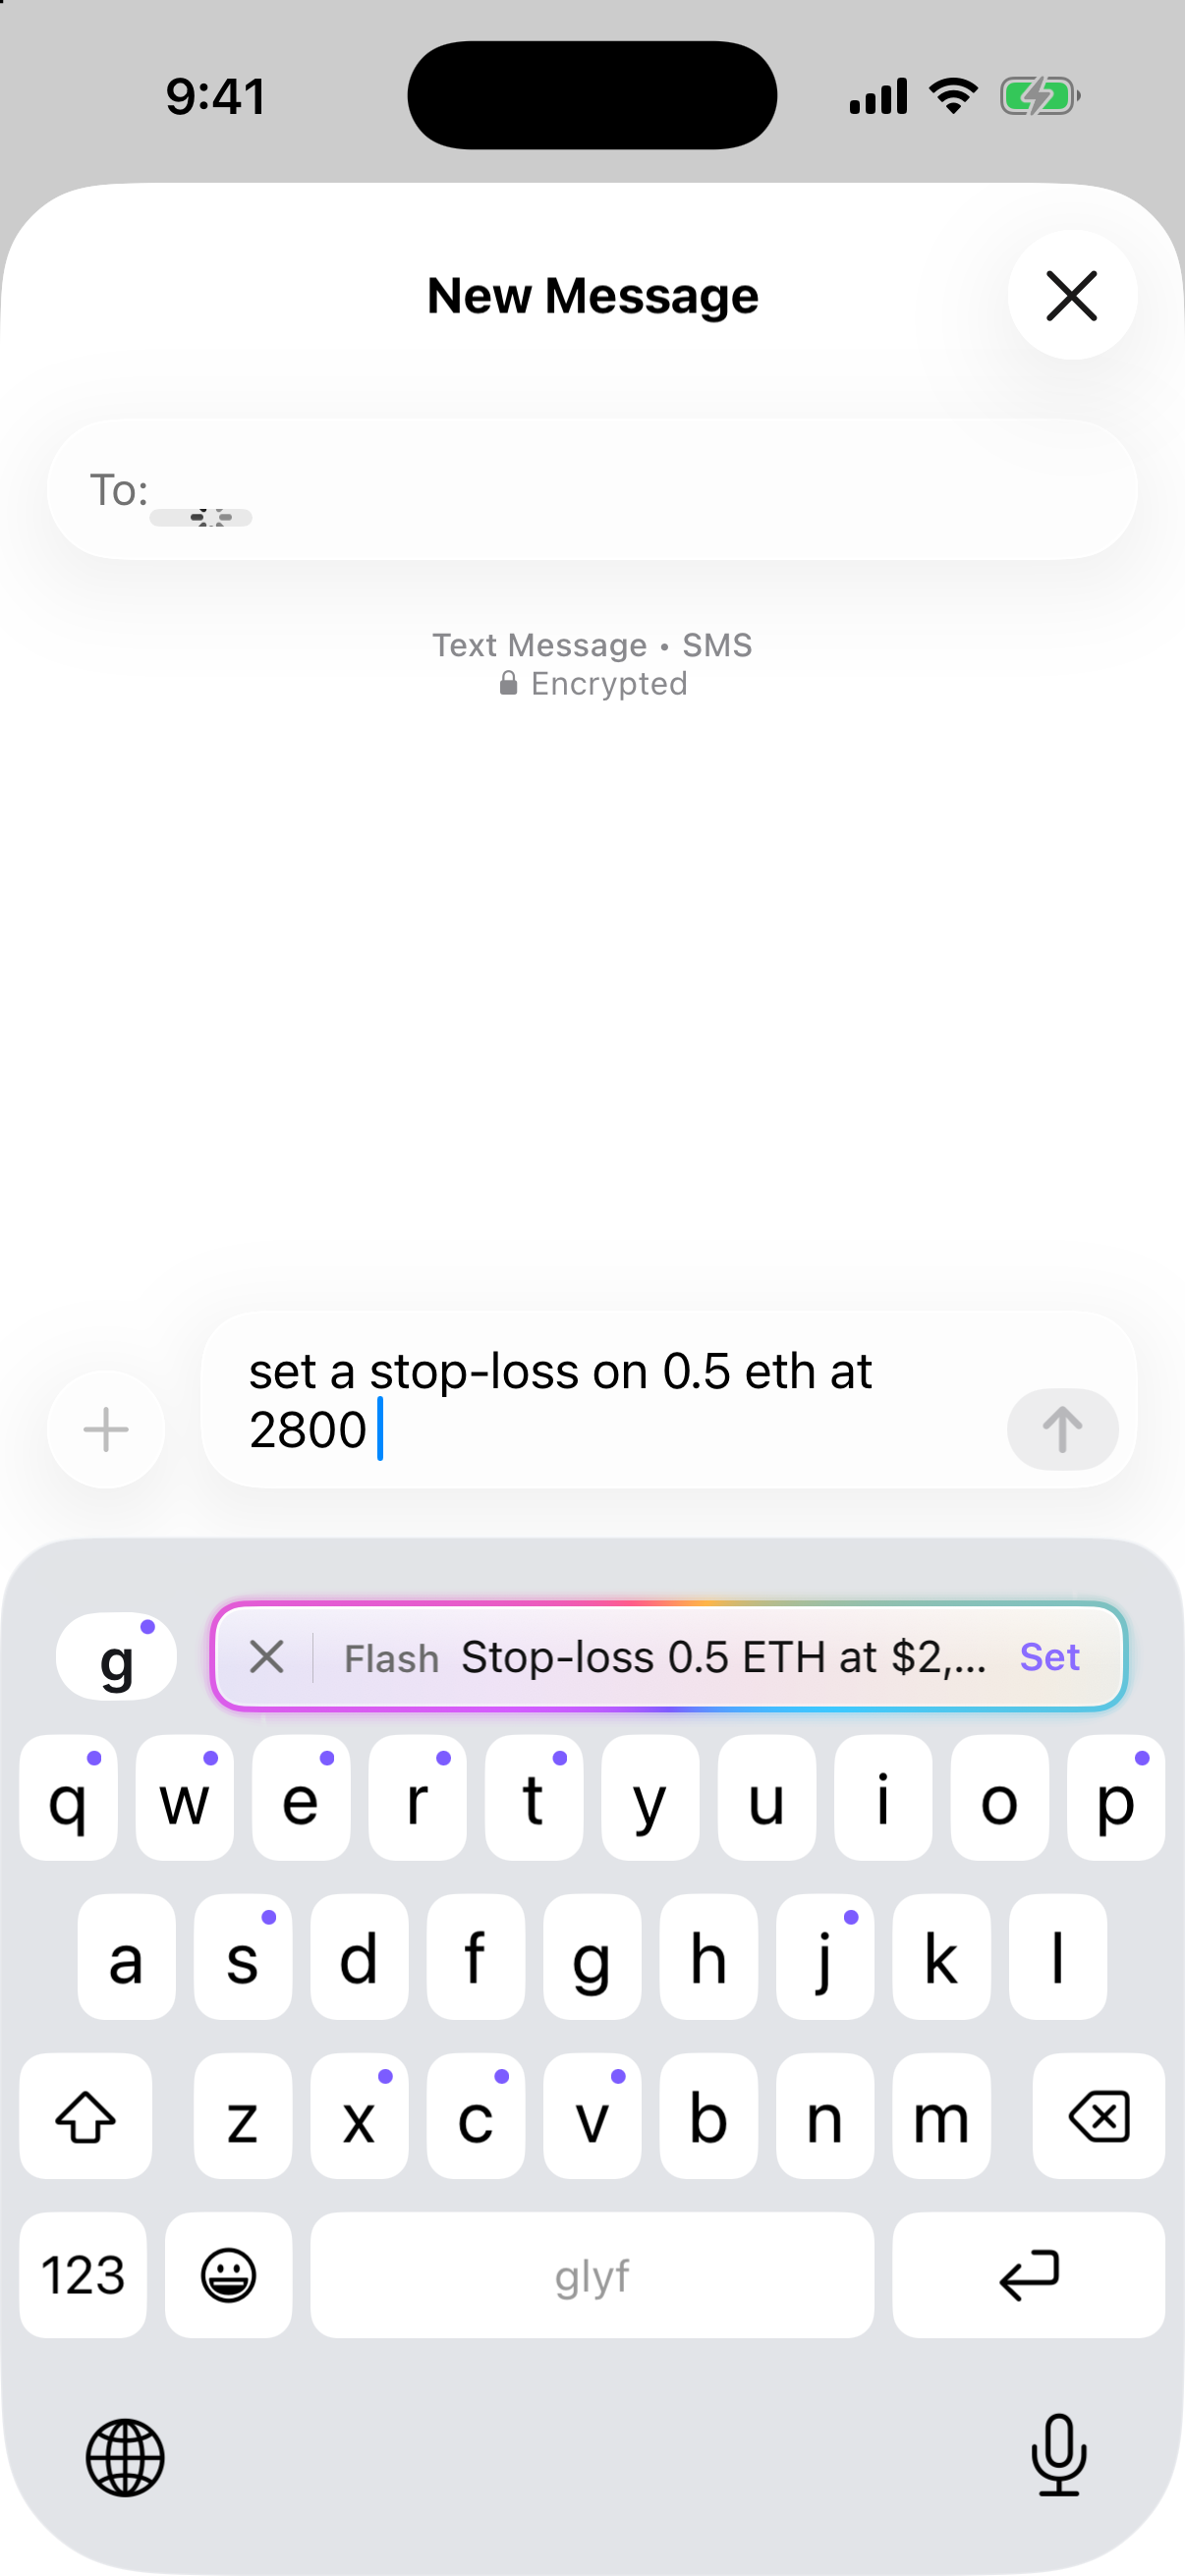 9:41
New Message
To:
Text Message • SMS
Encrypted
set a stop-loss on 0.5 eth at
2800
g
Flash Stop-loss 0.5 ETH at $2,... Set
q w e r t y u i o p
a s d f g h j k l
z x c v b n m
123 glyf